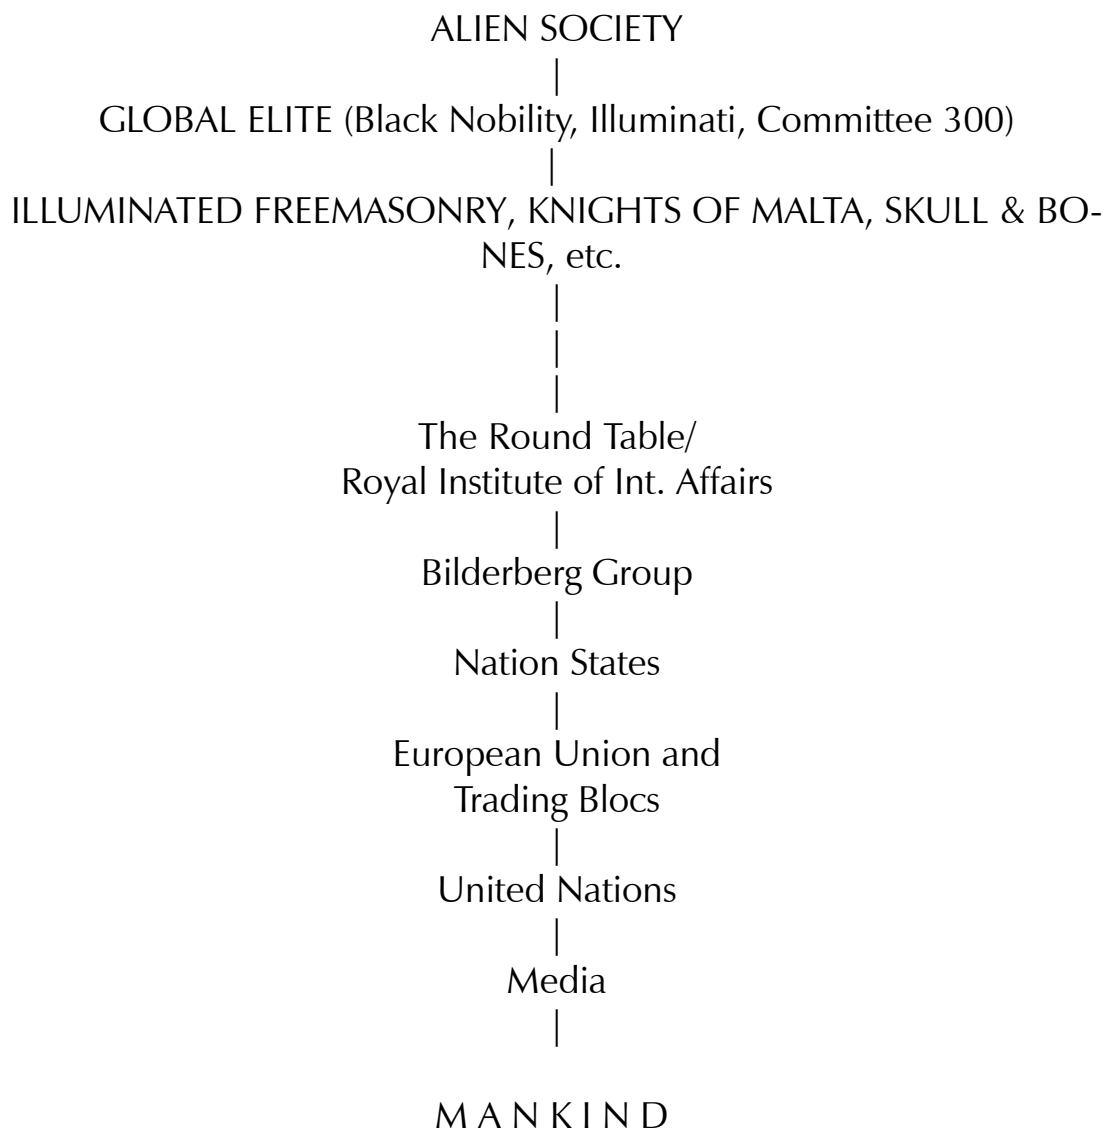 ALIEN SOCIETY
|
GLOBAL ELITE (Black Nobility, Illuminati, Committee 300)
|
ILLUMINATED FREEMASONRY, KNIGHTS OF MALTA, SKULL & BO-
NES, etc.
|
|
|
The Round Table/
Royal Institute of Int. Affairs
|
Bilderberg Group
|
Nation States
|
European Union and
Trading Blocs
|
United Nations
|
Media
|
M A N K I N D